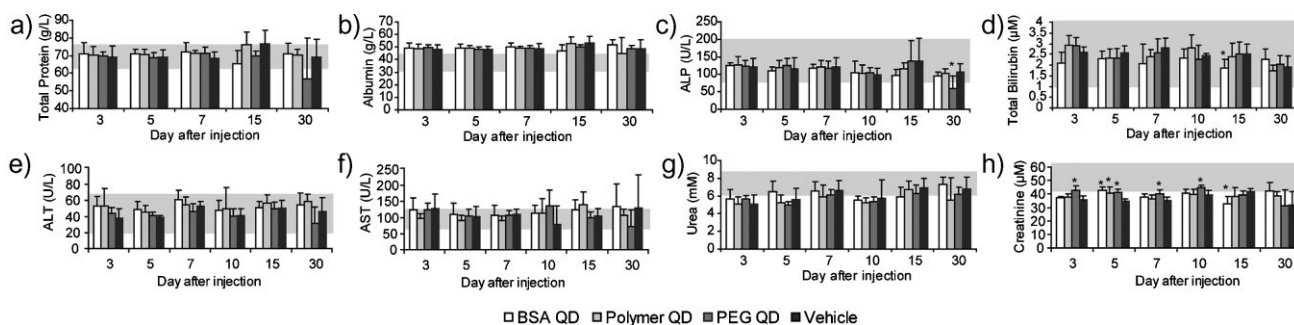 a) Total Protein (g/L)
100
90
80
70
60
50
40
3 5 7 15 30
Day after injection
b) Albumin (g/L)
70
60
50
40
30
20
10
0
3 5 7 15 30
Day after injection
c) ALP (U/L)
250
200
150
100
50
0
*
3 5 7 10 15 30
Day after injection
d) Total Bilirubin (µM)
4
3.5
3
2.5
2
1.5
1
0.5
0
*
3 5 7 10 15 30
Day after injection
e) ALT (U/L)
100
80
60
40
20
0
3 5 7 10 15 30
Day after injection
f) AST (U/L)
250
200
150
100
50
0
3 5 7 10 15 30
Day after injection
g) Urea (mM)
10
8
6
4
2
0
3 5 7 10 15 30
Day after injection
h) Creatinine (µM)
60
50
40
30
20
10
0
* * * * * * *
3 5 7 10 15 30
Day after injection
BSA QD Polymer QD PEG QD Vehicle